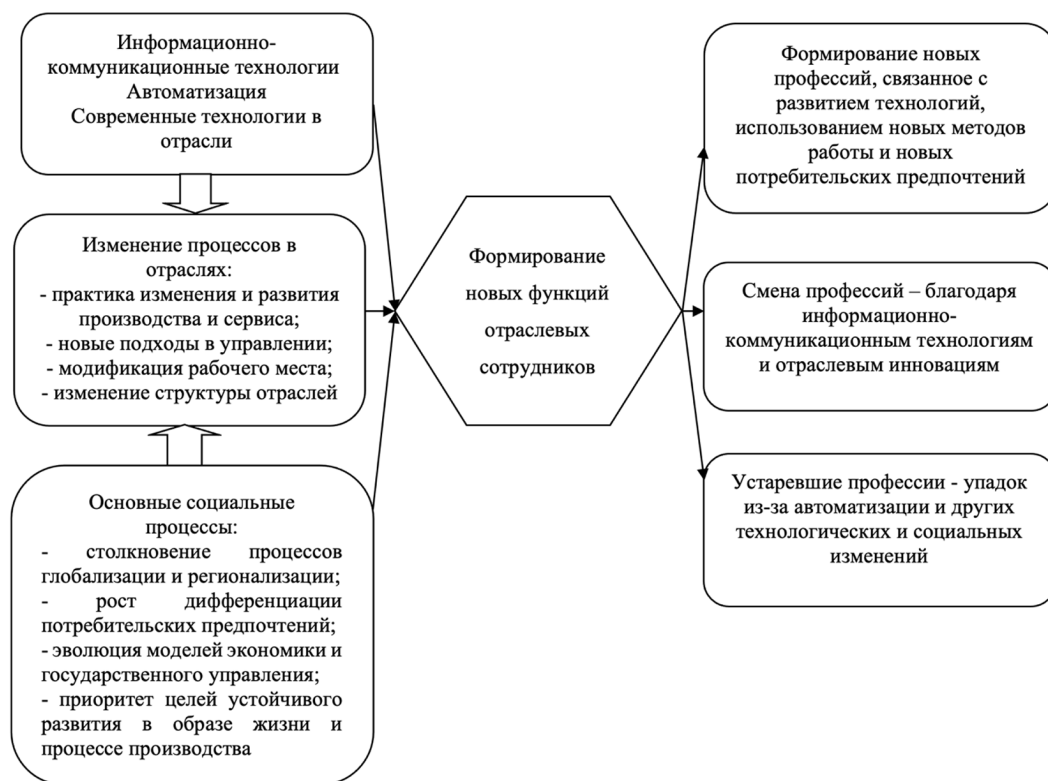 Информационно-
коммуникационные технологии
Автоматизация
Современные технологии в
отрасли
Изменение процессов в
отраслях:
- практика изменения и развития
производства и сервиса;
- новые подходы в управлении;
- модификация рабочего места;
- изменение структуры отраслей
Основные социальные
процессы:
- столкновение процессов
глобализации и регионализации;
- рост дифференциации
потребительских предпочтений;
- эволюция моделей экономики и
государственного управления;
- приоритет целей устойчивого
развития в образе жизни и
процессе производства
Формирование
новых функций
отраслевых
сотрудников
Формирование новых
профессий, связанное с
развитием технологий,
использованием новых методов
работы и новых
потребительских предпочтений
Смена профессий – благодаря
информационно-
коммуникационным технологиям
и отраслевым инновациям
Устаревшие профессии - упадок
из-за автоматизации и других
технологических и социальных
изменений